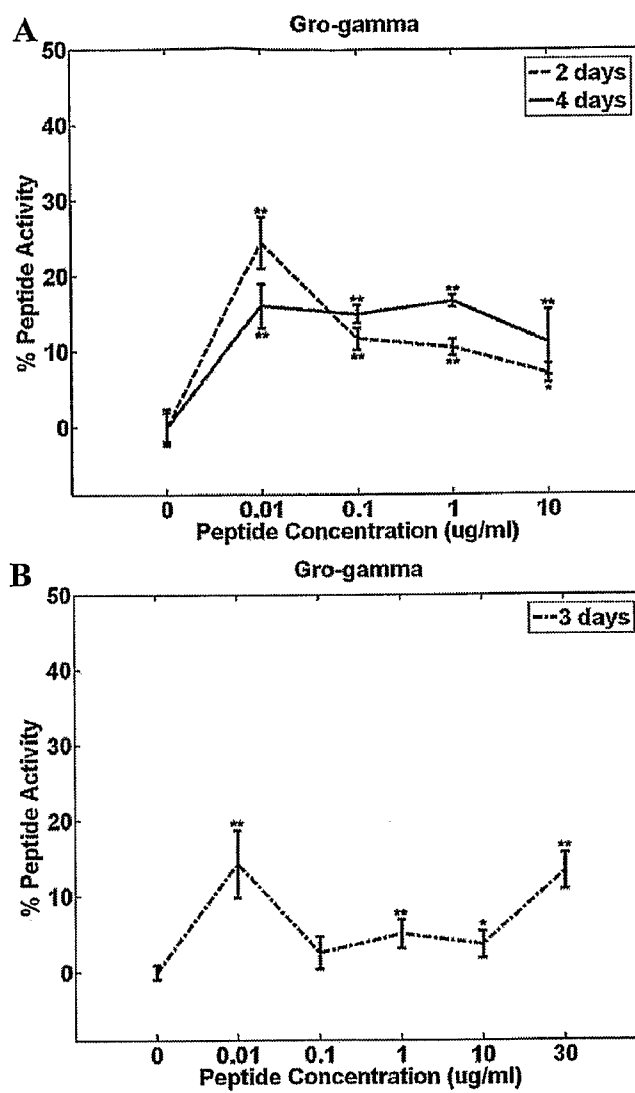 A
Gro-gamma
50
40
30
20
10
0
% Peptide Activity
2 days
4 days
**
**
**
**
**
**
**
*
0 0.01 0.1 1 10
Peptide Concentration (ug/ml)
B
Gro-gamma
50
40
30
20
10
0
% Peptide Activity
3 days
**
**
*
**
0 0.01 0.1 1 10 30
Peptide Concentration (ug/ml)